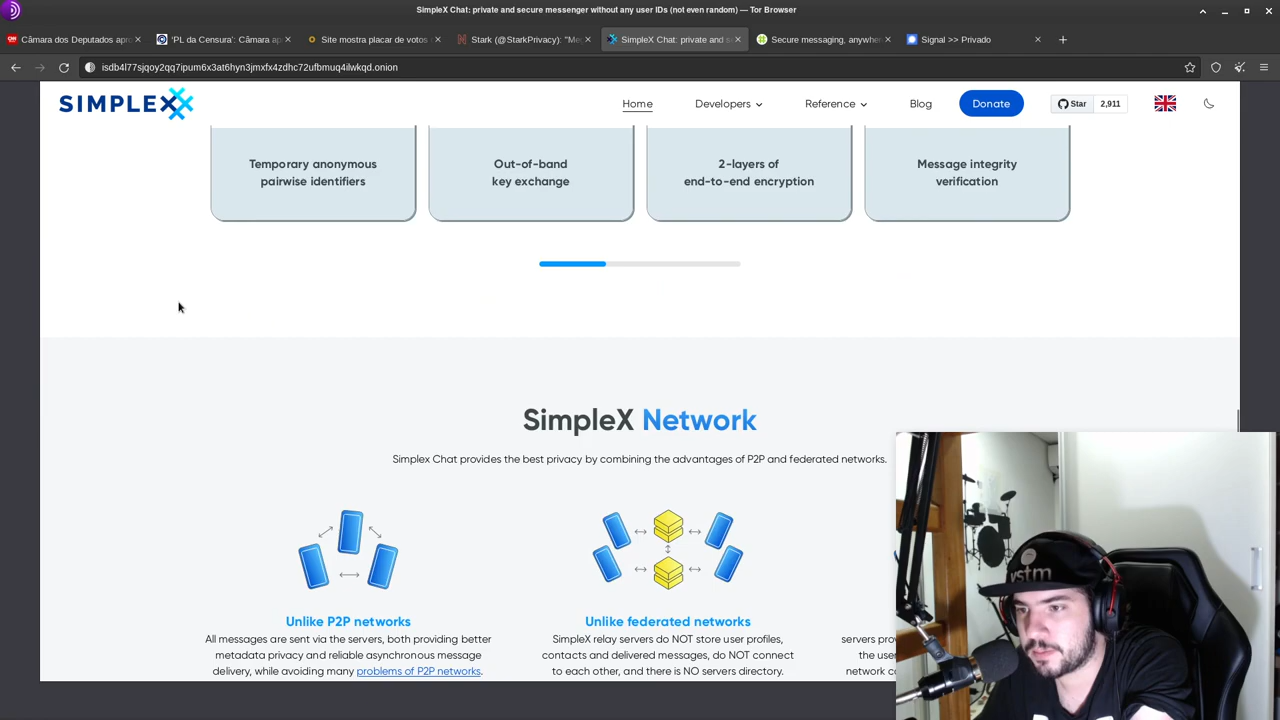 SimpleX Chat: private and secure messenger without any user IDs (not even random) — Tor Browser
Câmara dos Deputados apro
'PL da Censura': Câmara ap
Site mostra placar de votos
Stark (@StarkPrivacy): "Me
SimpleX Chat: private and s
Secure messaging, anywhe
Signal >> Privado
isdb4l77sjqoy2qq7ipum6x3at6hyn3jmxfx4zdhc72ufbmuq4ilwkqd.onion
SIMPLEX
Home
Developers
Reference
Blog
Donate
Star
2,911
Temporary anonymous
pairwise identifiers
Out-of-band
key exchange
2-layers of
end-to-end encryption
Message integrity
verification
SimpleX Network
Simplex Chat provides the best privacy by combining the advantages of P2P and federated networks.
Unlike P2P networks
All messages are sent via the servers, both providing better
metadata privacy and reliable asynchronous message
delivery, while avoiding many problems of P2P networks.
Unlike federated networks
SimpleX relay servers do NOT store user profiles,
contacts and delivered messages, do NOT connect
to each other, and there is NO servers directory.
servers pro
the use
network c
vstm